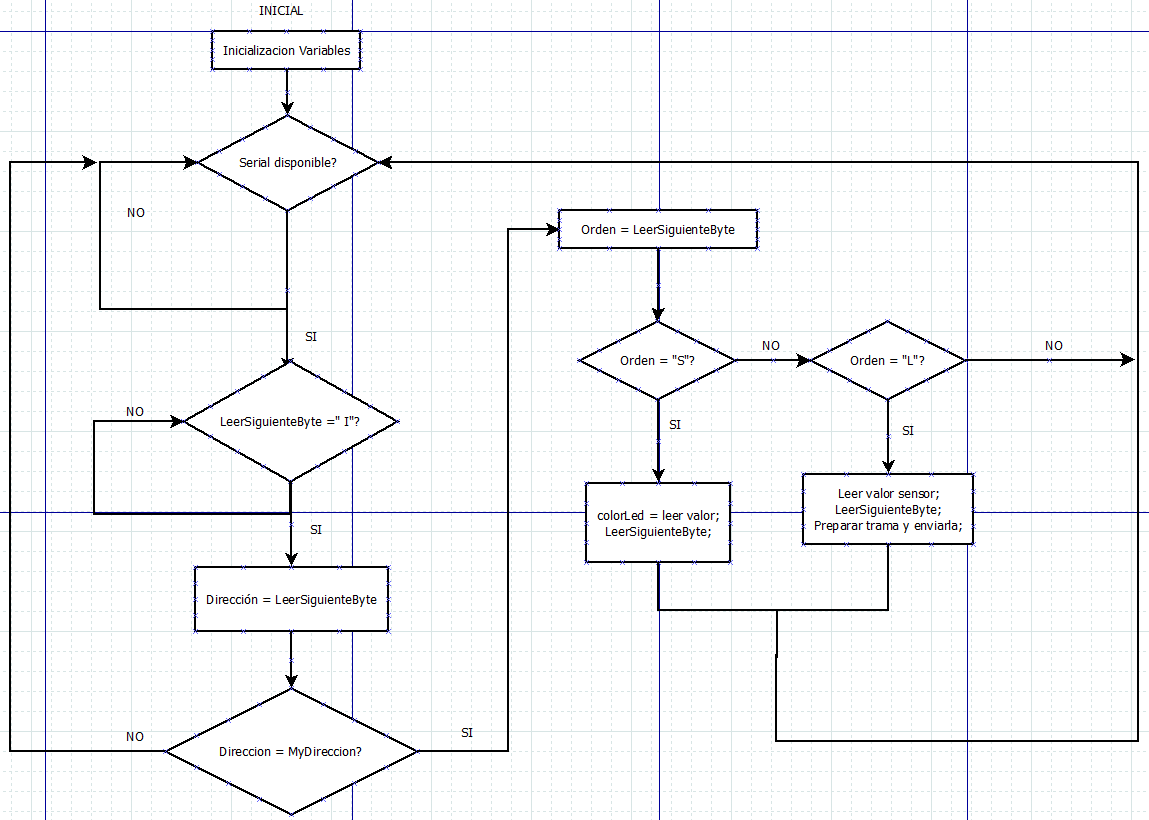 INICIAL
Inicializacion Variables
Serial disponible?
NO
SI
LeerSiguienteByte =" I"?
NO
SI
Dirección = LeerSiguienteByte
Direccion = MyDireccion?
NO
SI
Orden = LeerSiguienteByte
Orden = "S"?
NO
Orden = "L"?
NO
SI
SI
colorLed = leer valor;
LeerSiguienteByte;
Leer valor sensor;
LeerSiguienteByte;
Preparar trama y enviarla;